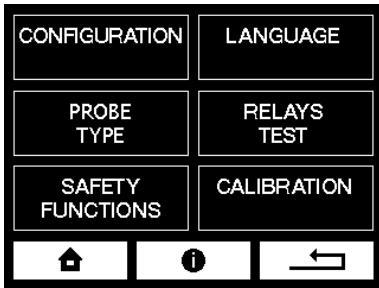 CONFIGURATION
LANGUAGE
PROBE
TYPE
RELAYS
TEST
SAFETY
FUNCTIONS
CALIBRATION